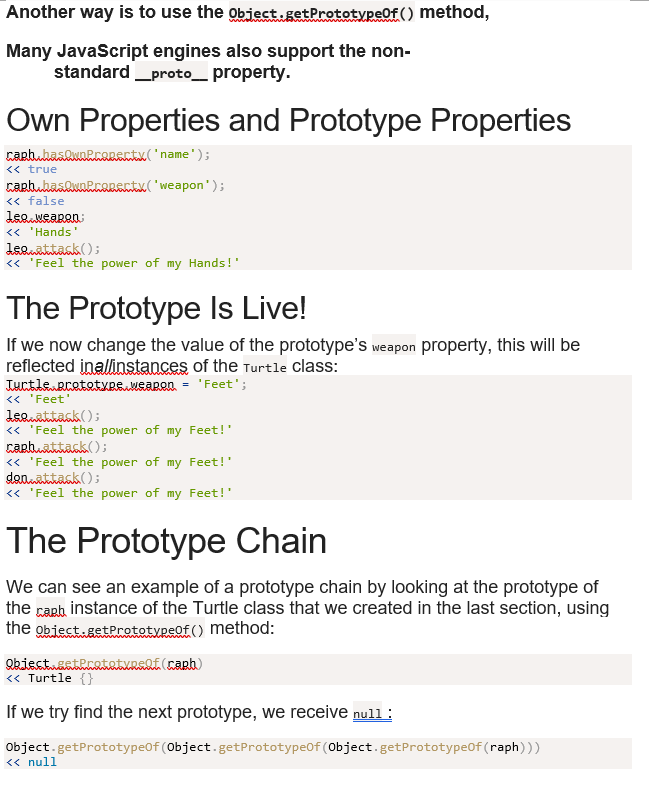 Another way is to use the Object.getPrototypeOf() method,
Many JavaScript engines also support the non-
standard __proto__ property.
Own Properties and Prototype Properties
raph.hasOwnProperty('name');
<< true
raph.hasOwnProperty('weapon');
<< false
leo.weapon;
<< 'Hands'
leo.attack();
<< 'Feel the power of my Hands!'
The Prototype Is Live!
If we now change the value of the prototype’s weapon property, this will be
reflected inallinstances of the Turtle class:
Turtle.prototype.weapon = 'Feet';
<< 'Feet'
leo.attack();
<< 'Feel the power of my Feet!'
raph.attack();
<< 'Feel the power of my Feet!'
don.attack();
<< 'Feel the power of my Feet!'
The Prototype Chain
We can see an example of a prototype chain by looking at the prototype of
the raph instance of the Turtle class that we created in the last section, using
the Object.getPrototypeOf() method:
Object.getPrototypeOf(raph)
<< Turtle {}
If we try find the next prototype, we receive null :
Object.getPrototypeOf(Object.getPrototypeOf(Object.getPrototypeOf(raph)))
<< null